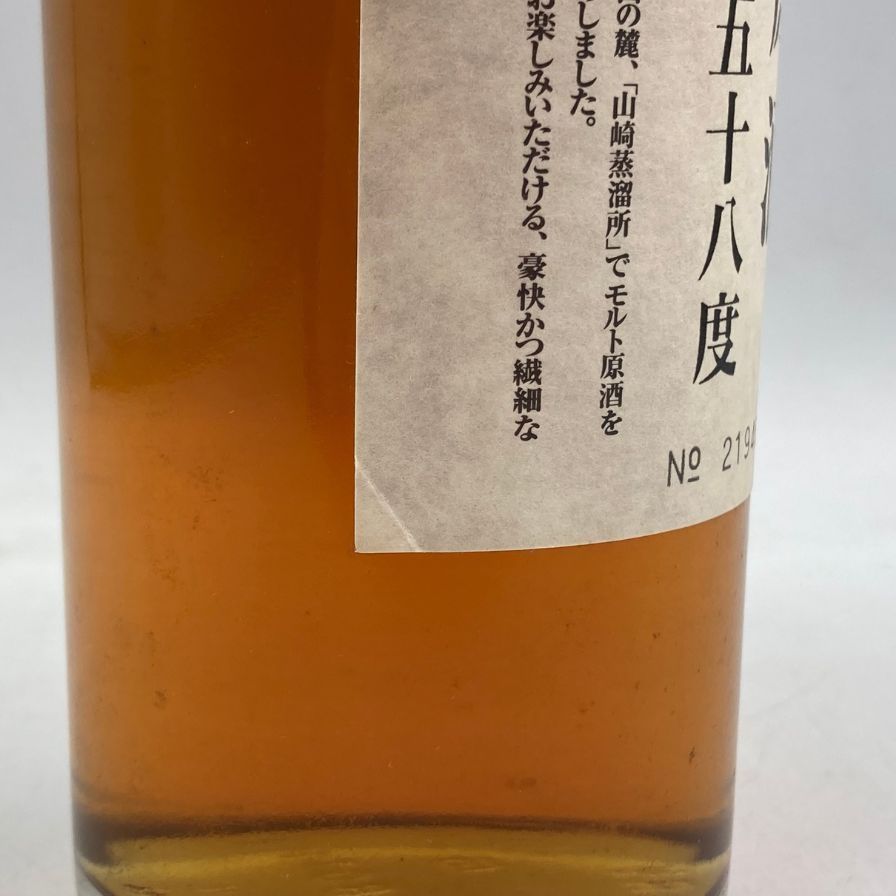 酒
五十八度
の麓、「山崎蒸溜所」でモルト原酒を
しました。
お楽しみいただける、豪快かつ繊細な
№ 219